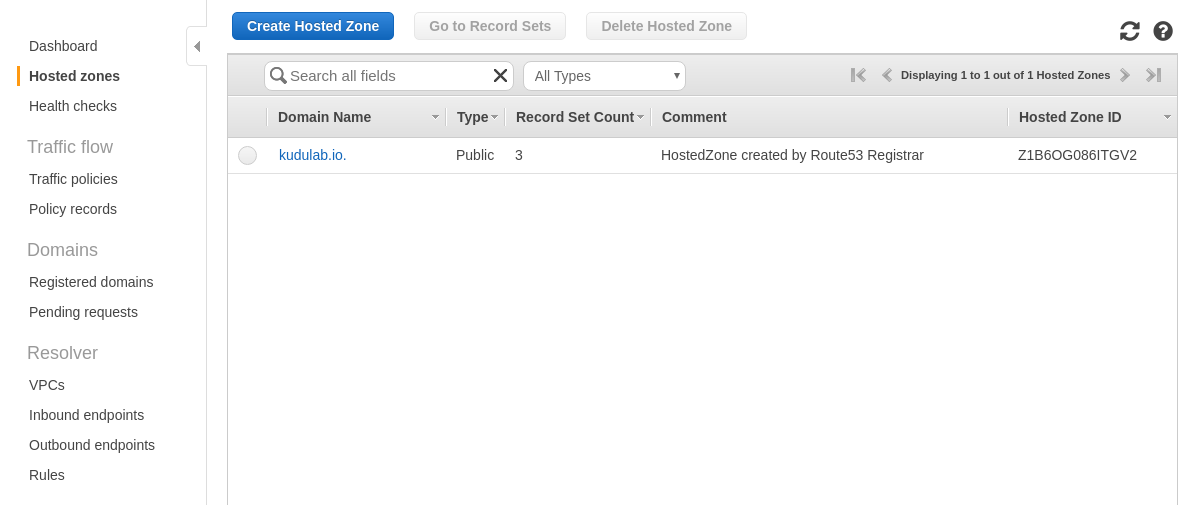 Create Hosted Zone
Go to Record Sets
Delete Hosted Zone
Dashboard
Hosted zones
Health checks
Traffic flow
Traffic policies
Policy records
Domains
Registered domains
Pending requests
Resolver
VPCs
Inbound endpoints
Outbound endpoints
Rules
Search all fields
All Types
Displaying 1 to 1 out of 1 Hosted Zones
Domain Name Type Record Set Count Comment Hosted Zone ID
kudulab.io. Public 3 HostedZone created by Route53 Registrar Z1B6OG086ITGV2